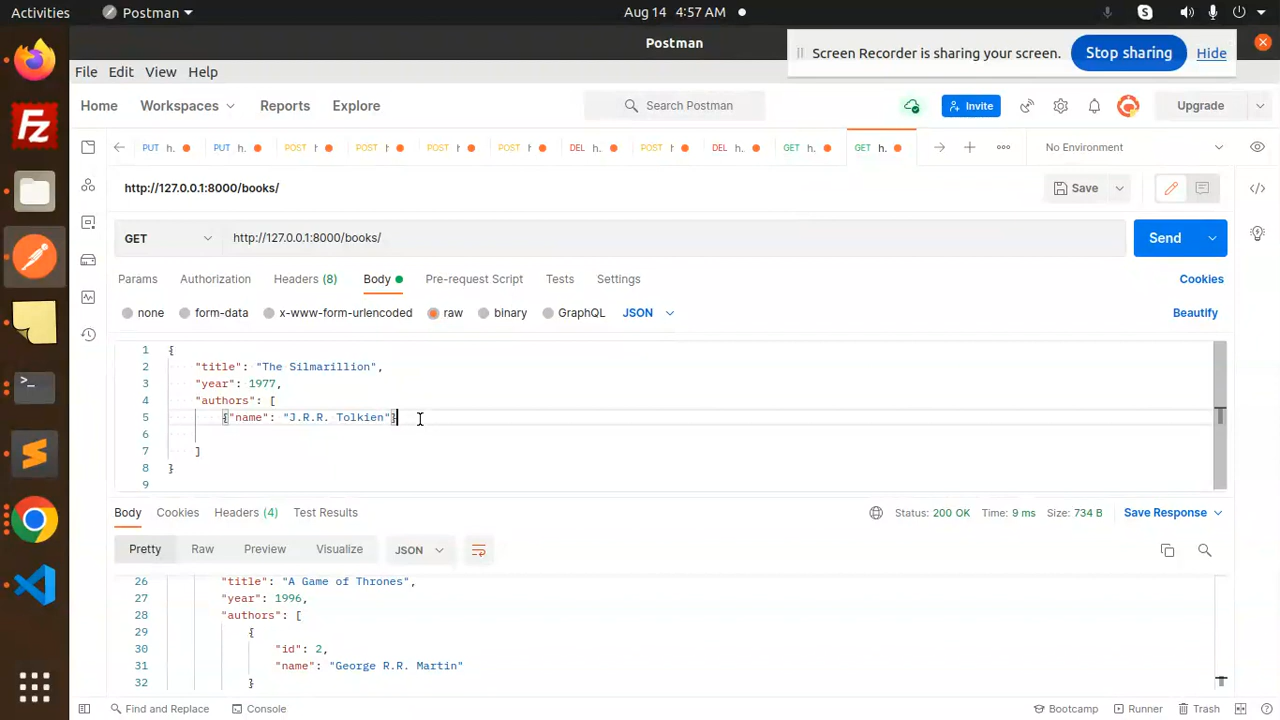 Activities Postman Aug 14 4:57 AM
Postman
Screen Recorder is sharing your screen. Stop sharing Hide
File Edit View Help
Home Workspaces Reports Explore Search Postman Invite Upgrade
PUT h. PUT h. POST h POST h POST h POST h DEL h. POST h DEL h. GET h. GET h. No Environment
http://127.0.0.1:8000/books/ Save
GET http://127.0.0.1:8000/books/ Send
Params Authorization Headers (8) Body Pre-request Script Tests Settings Cookies
none form-data x-www-form-urlencoded raw binary GraphQL JSON Beautify
1 {
2 "title": "The Silmarillion",
3 "year": 1977,
4 "authors": [
5 {"name": "J.R.R. Tolkien"}
6
7 ]
8 }
9
Body Cookies Headers (4) Test Results Status: 200 OK Time: 9 ms Size: 734 B Save Response
Pretty Raw Preview Visualize JSON
26 "title": "A Game of Thrones",
27 "year": 1996,
28 "authors": [
29 {
30 "id": 2,
31 "name": "George R.R. Martin"
32 }
Find and Replace Console Bootcamp Runner Trash